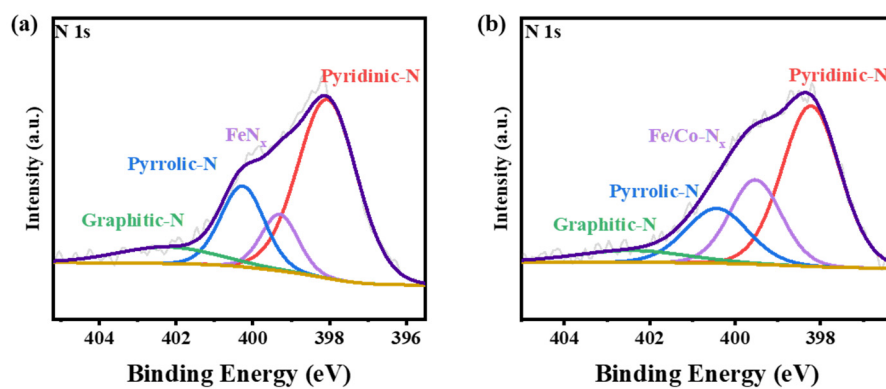 (a)
N 1s
Pyridinic-N
FeNₓ
Pyrrolic-N
Graphitic-N
Intensity (a.u.)
404 402 400 398 396
Binding Energy (eV)
(b)
N 1s
Pyridinic-N
Fe/Co-Nₓ
Pyrrolic-N
Graphitic-N
Intensity (a.u.)
404 402 400 398
Binding Energy (eV)